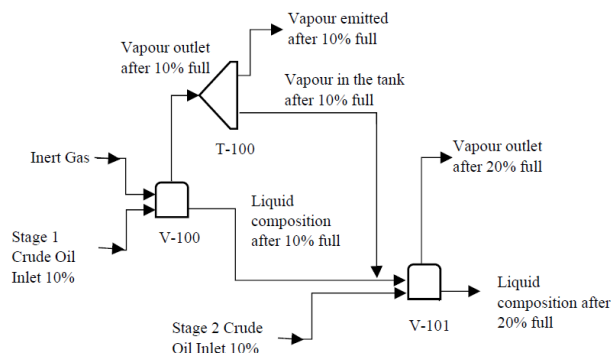 Vapour emitted
after 10% full
Vapour outlet
after 10% full
Vapour in the tank
after 10% full
T-100
Vapour outlet
after 20% full
Inert Gas
Liquid
composition
after 10% full
V-100
Stage 1
Crude Oil
Inlet 10%
Liquid
composition after
20% full
V-101
Stage 2 Crude
Oil Inlet 10%